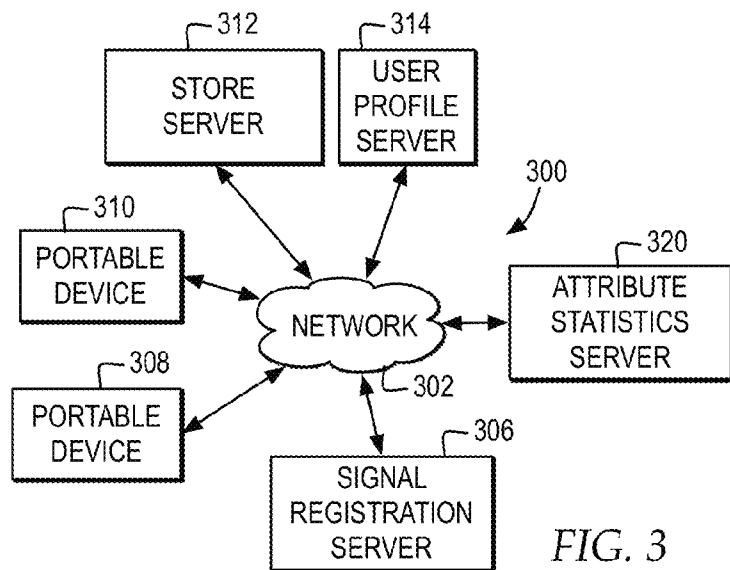 312
STORE
SERVER
314
USER
PROFILE
SERVER
300
310
PORTABLE
DEVICE
320
ATTRIBUTE
STATISTICS
SERVER
NETWORK
302
308
PORTABLE
DEVICE
306
SIGNAL
REGISTRATION
SERVER
FIG. 3